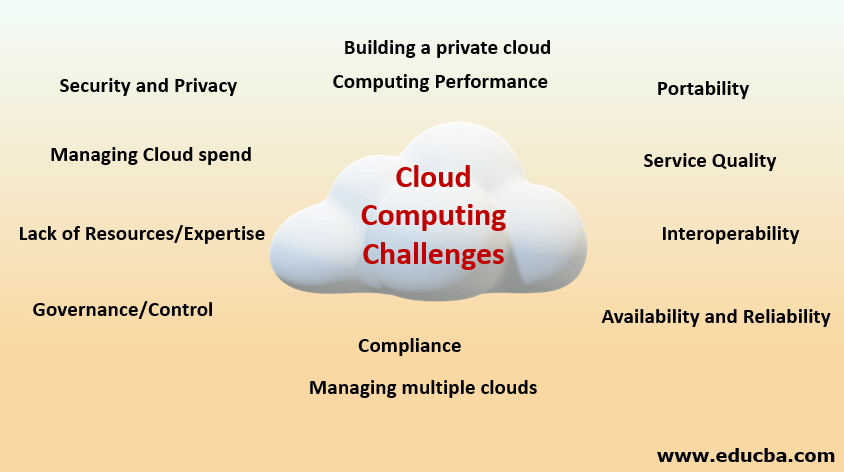 Building a private cloud
Computing Performance
Security and Privacy
Managing Cloud spend
Lack of Resources/Expertise
Governance/Control
Cloud
Computing
Challenges
Portability
Service Quality
Interoperability
Availability and Reliability
Compliance
Managing multiple clouds
www.educba.com